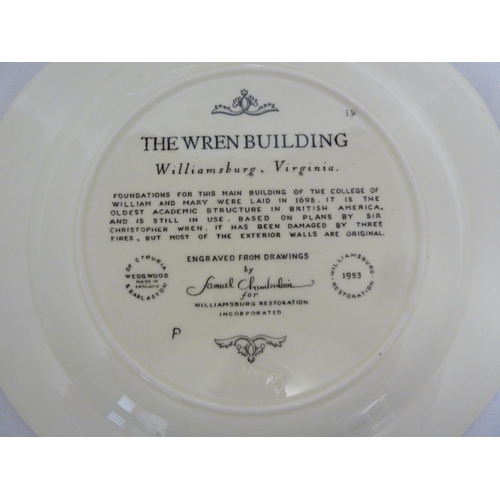 THE WREN BUILDING
Williamsburg, Virginia.
FOUNDATIONS FOR THIS MAIN BUILDING OF THE COLLEGE OF
WILLIAM AND MARY WERE LAID IN 1695. IT IS THE
OLDEST ACADEMIC STRUCTURE IN BRITISH AMERICA,
AND IS STILL IN USE. BASED ON PLANS BY SIR
CHRISTOPHER WREN, IT HAS BEEN DAMAGED BY THREE
FIRES, BUT MOST OF THE EXTERIOR WALLS ARE ORIGINAL.
ENGRAVED FROM DRAWINGS
by
Samuel Chamberlain
for
WILLIAMSBURG RESTORATION
INCORPORATED
OF ETRURIA
WEDGWOOD
MADE IN
ENGLAND
& BARLASTON
WILLIAMSBURG
1953
RESTORATION
P